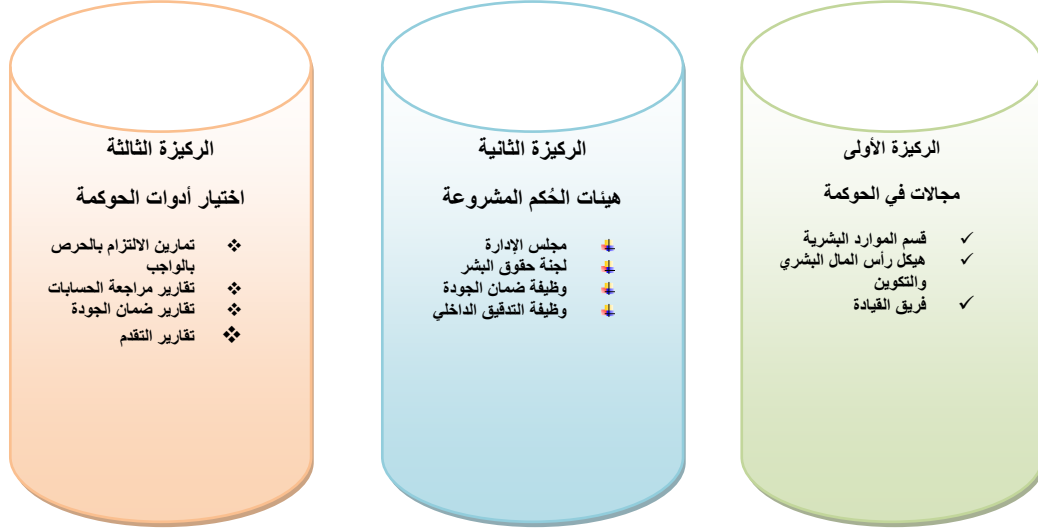 الركيزة الأولى
مجالات في الحوكمة
✓ قسم الموارد البشرية
✓ هيكل رأس المال البشري
والتكوين
✓ فريق القيادة
الركيزة الثانية
هيئات الحُكم المشروعة
مجلس الإدارة
لجنة حقوق البشر
وظيفة ضمان الجودة
وظيفة التدقيق الداخلي
الركيزة الثالثة
اختيار أدوات الحوكمة
❖ تمارين الالتزام بالحرص
بالواجب
❖ تقارير مراجعة الحسابات
❖ تقارير ضمان الجودة
❖ تقارير التقدم